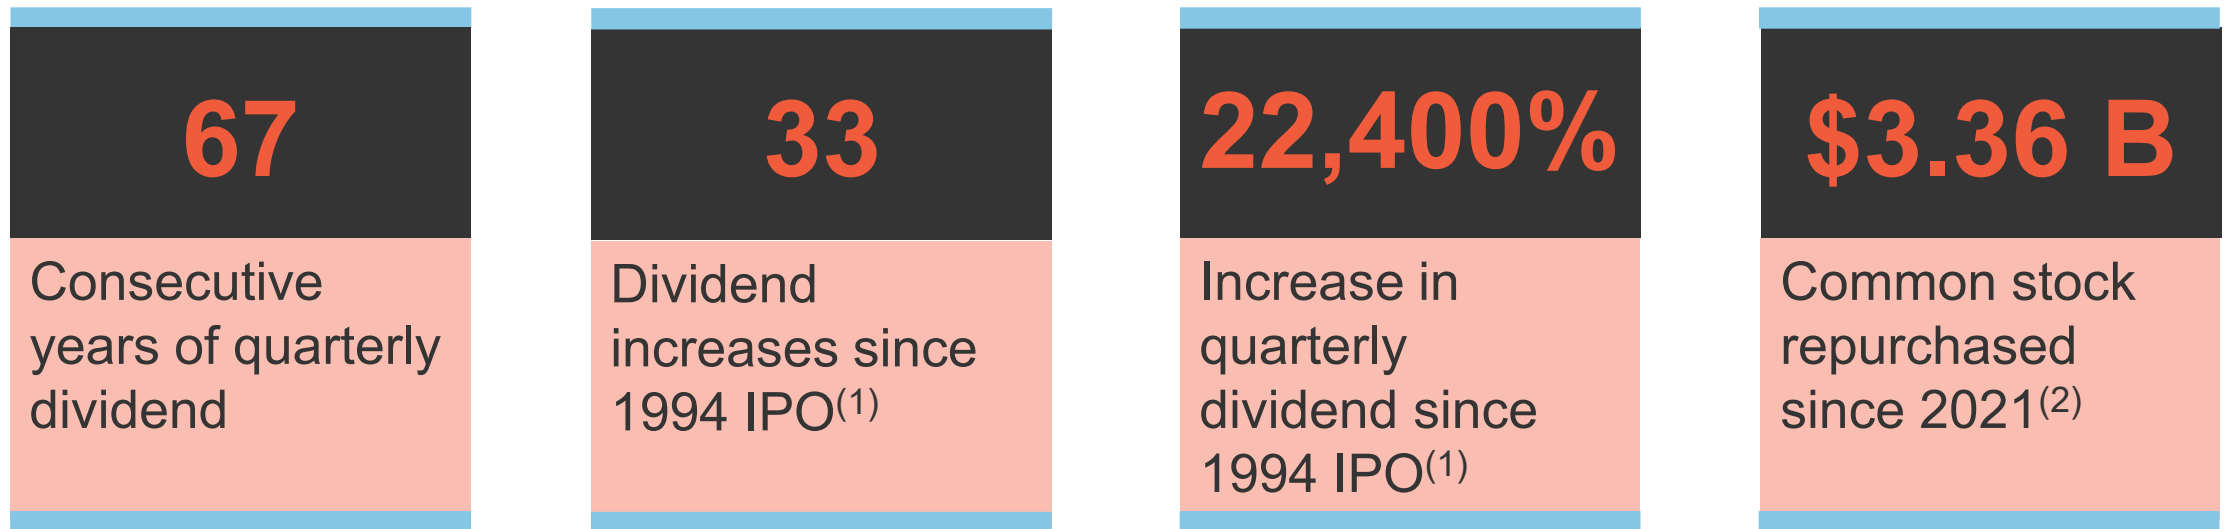 67
Consecutive
years of quarterly
dividend
33
Dividend
increases since
1994 IPO(1)
22,400%
Increase in
quarterly
dividend since
1994 IPO(1)
$3.36 B
Common stock
repurchased
since 2021(2)